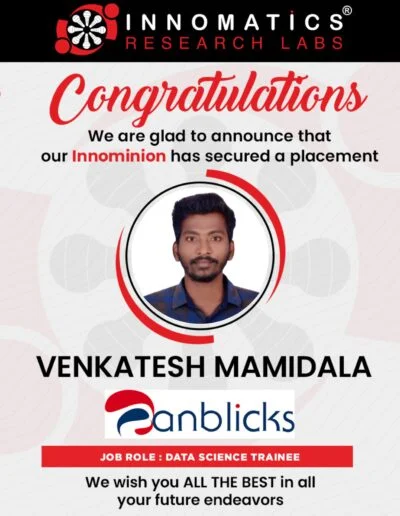 INNOMATICS®
RESEARCH LABS
Congratulations
We are glad to announce that
our Innominion has secured a placement
VENKATESH MAMIDALA
anblicks
JOB ROLE : DATA SCIENCE TRAINEE
We wish you ALL THE BEST in all
your future endeavors